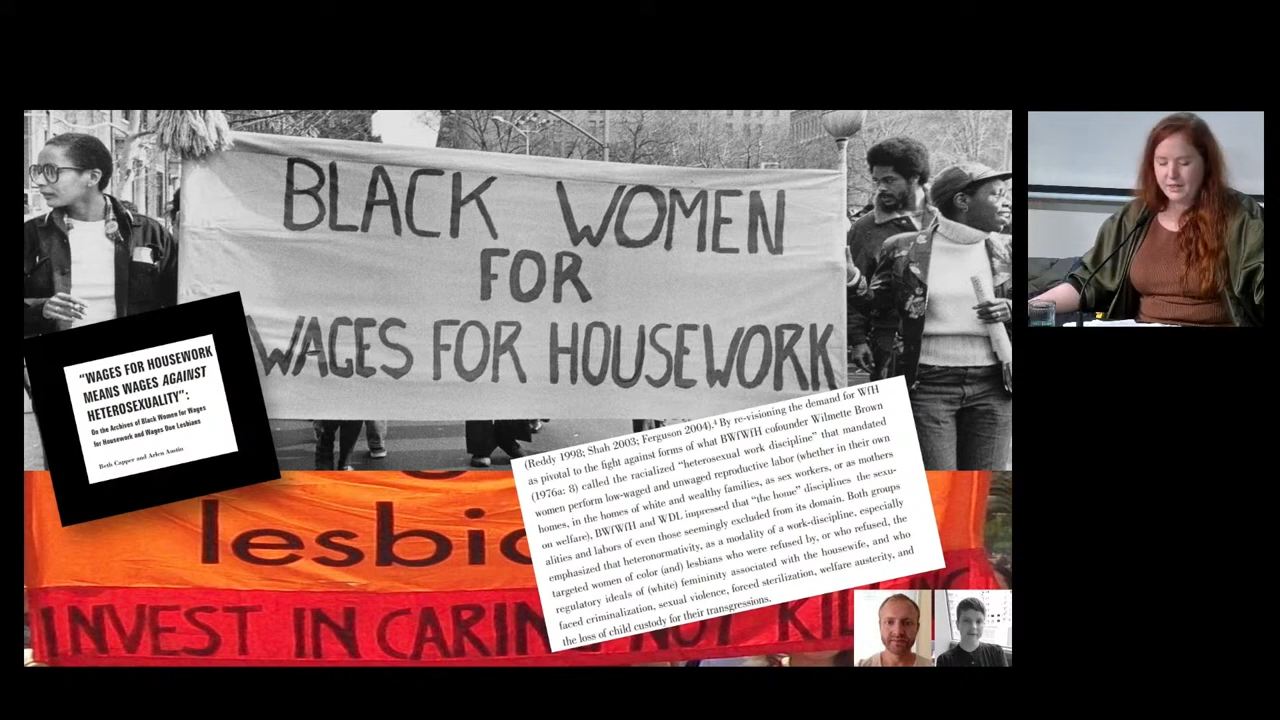 BLACK WOMEN
FOR
WAGES FOR HOUSEWORK
"WAGES FOR HOUSEWORK
MEANS WAGES AGAINST
HETEROSEXUALITY":
On the Archives of Black Women for Wages
for Housework and Wages Due Lesbians
Beth Capper and Arlen Austin
(Reddy 1998; Shah 2003; Ferguson 2004).⁴ By re-visioning the demand for WfH
as pivotal to the fight against forms of what BWfWfH cofounder Wilmette Brown
(1976a: 8) called the racialized "heterosexual work discipline" that mandated
women perform low-waged and unwaged reproductive labor (whether in their own
homes, in the homes of white and wealthy families, as sex workers, or as mothers
on welfare), BWfWfH and WDL impressed that "the home" disciplines the sexu-
alities and labors of even those seemingly excluded from its domain. Both groups
emphasized that heteronormativity, as a modality of a work-discipline, especially
targeted women of color (and) lesbians who were refused by, or who refused, the
regulatory ideals of (white) femininity associated with the housewife, and who
faced criminalization, sexual violence, forced sterilization, welfare austerity, and
the loss of child custody for their transgressions.
lesbi
INVEST IN CARIN NOT KIL